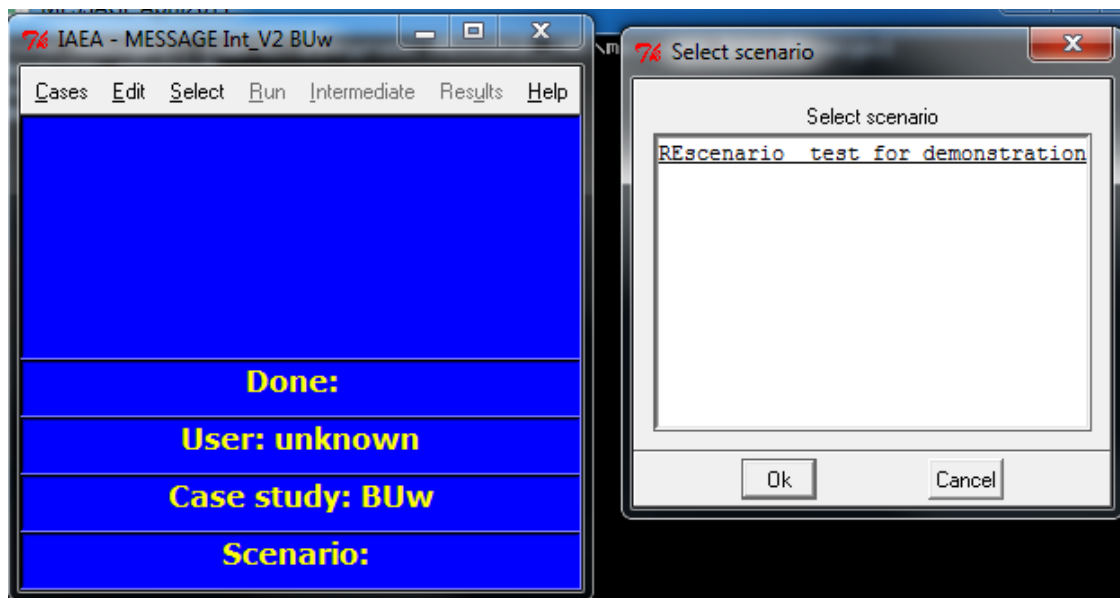 IAEA - MESSAGE Int_V2 BUw
Cases Edit Select Run Intermediate Results Help
Done:
User: unknown
Case study: BUw
Scenario:
\m
Select scenario
Select scenario
REscenario test for demonstration
Ok Cancel